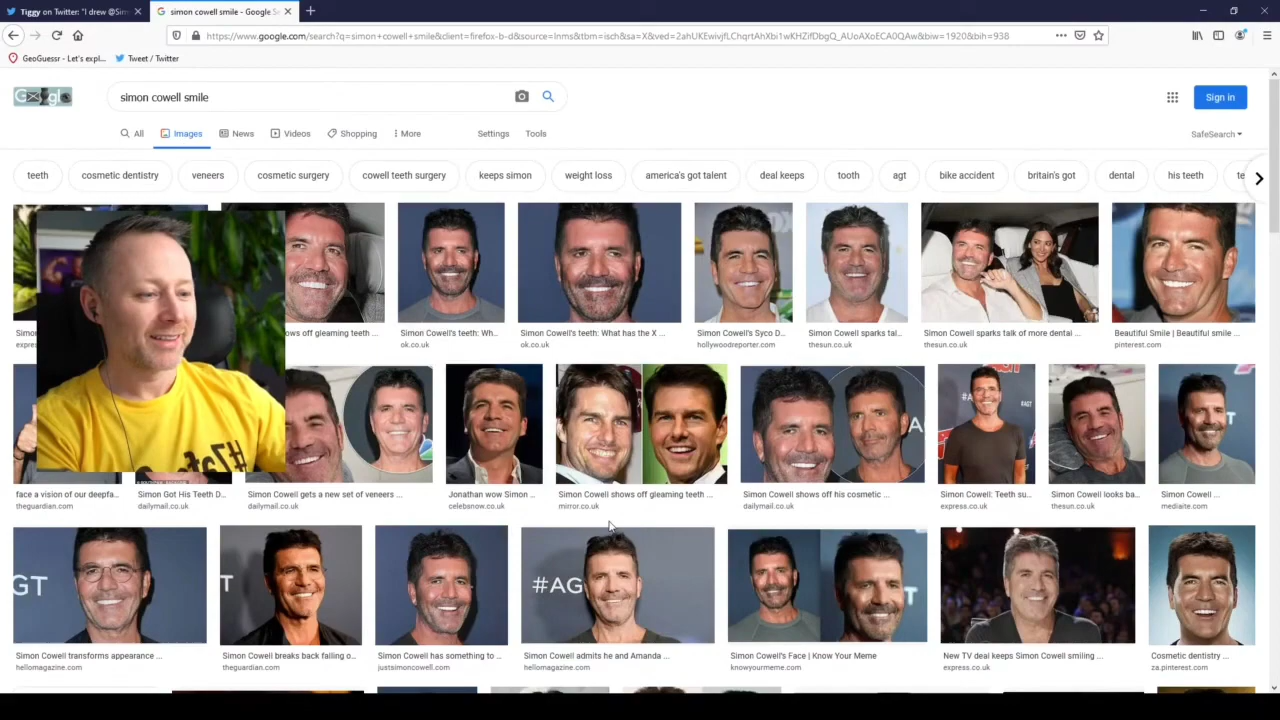 Tiggy on Twitter: "I drew @Sim
simon cowell smile - Google S
https://www.google.com/search?q=simon+cowell+smile&client=firefox-b-d&source=lnms&tbm=isch&sa=X&ved=2ahUKEwivjfLChqrtAhXbi1wKHZifDbgQ_AUoAXoECA0QAw&biw=1920&bih=938
GeoGuessr - Let's expl...
Tweet / Twitter
simon cowell smile
Sign in
All
Images
News
Videos
Shopping
More
Settings
Tools
SafeSearch
teeth
cosmetic dentistry
veneers
cosmetic surgery
cowell teeth surgery
keeps simon
weight loss
america's got talent
deal keeps
tooth
agt
bike accident
britain's got
dental
his teeth
te
Simon
ows off gleaming teeth ...
Simon Cowell's teeth: Wh...
Simon Cowell's teeth: What has the X ...
Simon Cowell's Syco D...
Simon Cowell sparks tal...
Simon Cowell sparks talk of more dental ...
Beautiful Smile | Beautiful smile ...
expre
ok.co.uk
ok.co.uk
hollywoodreporter.com
thesun.co.uk
thesun.co.uk
pinterest.com
#A
AGT
A
face a vision of our deepfa...
Simon Got His Teeth D...
Simon Cowell gets a new set of veneers ...
Jonathan wow Simon ...
Simon Cowell shows off gleaming teeth ...
Simon Cowell shows off his cosmetic ...
Simon Cowell: Teeth su...
Simon Cowell looks ba...
Simon Cowell ...
theguardian.com
dailymail.co.uk
dailymail.co.uk
celebsnow.co.uk
mirror.co.uk
dailymail.co.uk
express.co.uk
thesun.co.uk
mediaite.com
GT
T
#AG
T
Simon Cowell transforms appearance ...
Simon Cowell breaks back failing o...
Simon Cowell has something to ...
Simon Cowell admits he and Amanda ...
Simon Cowell's Face | Know Your Meme
New TV deal keeps Simon Cowell smiling ...
Cosmetic dentistry ...
hellomagazine.com
theguardian.com
justsimoncowell.com
hellomagazine.com
knowyourmeme.com
express.co.uk
za.pinterest.com